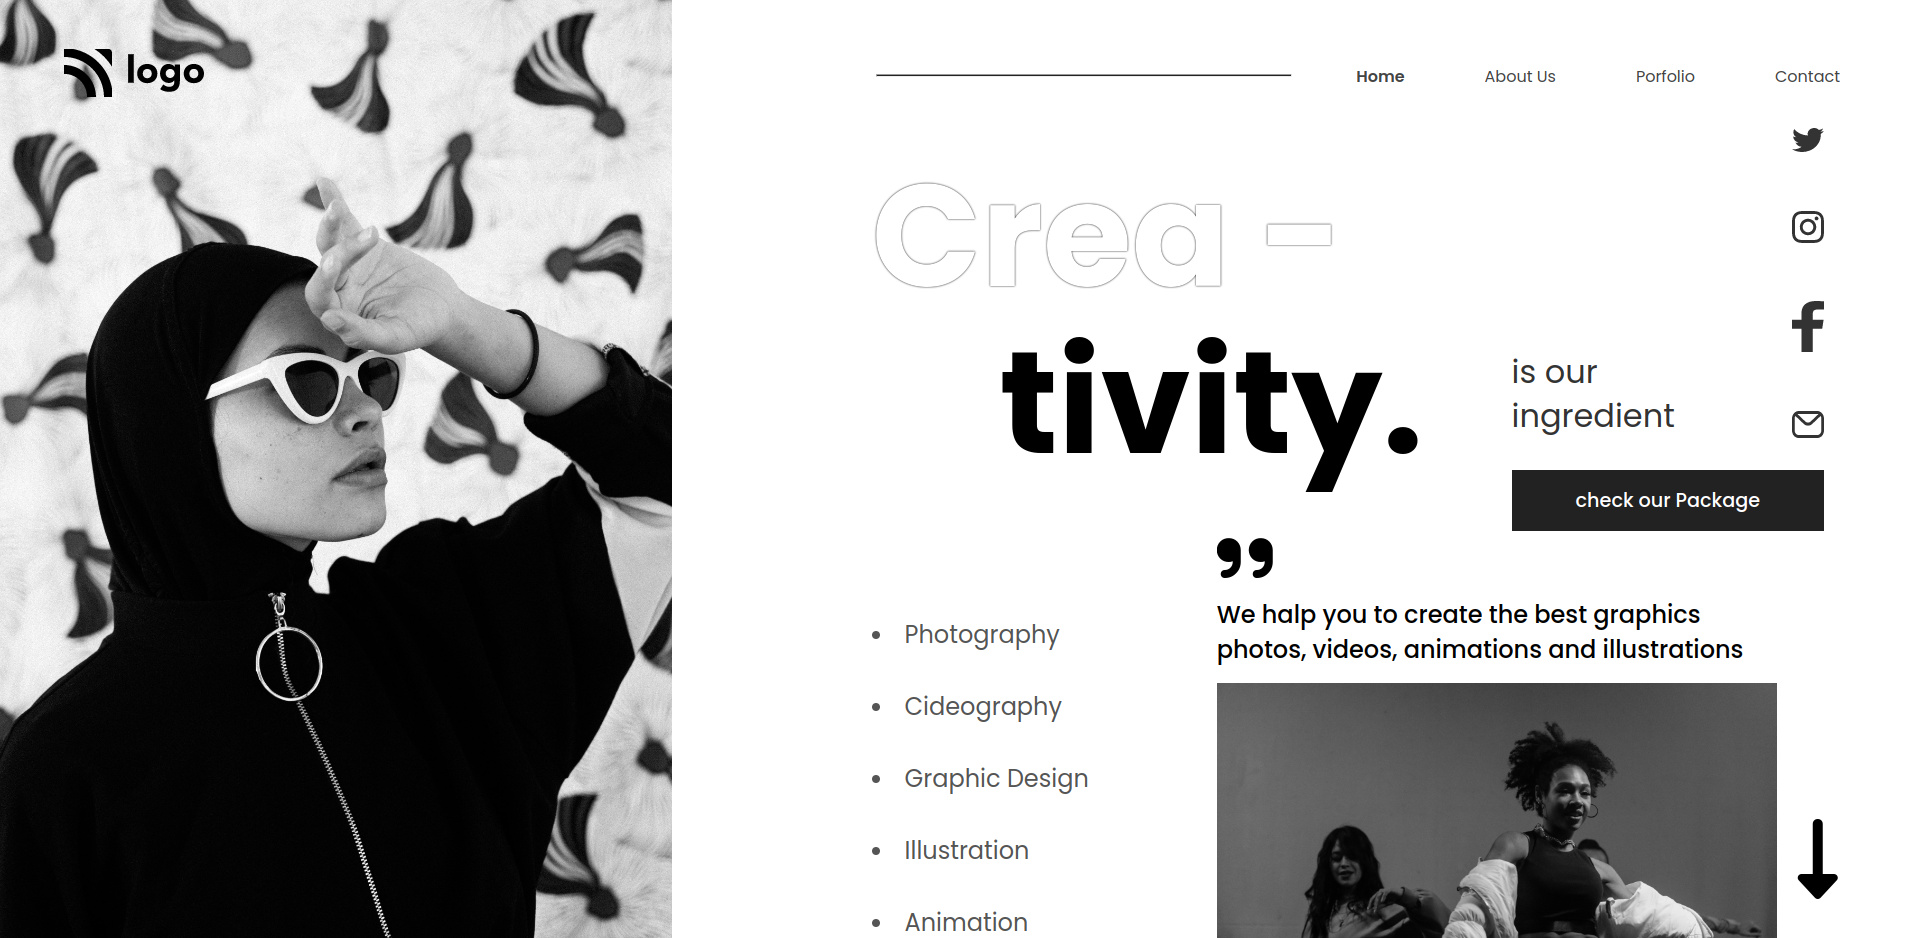 logo
Home About Us Porfolio Contact
Crea -
tivity.
is our
ingredient
check our Package
We halp you to create the best graphics
photos, videos, animations and illustrations
Photography
Cideography
Graphic Design
Illustration
Animation